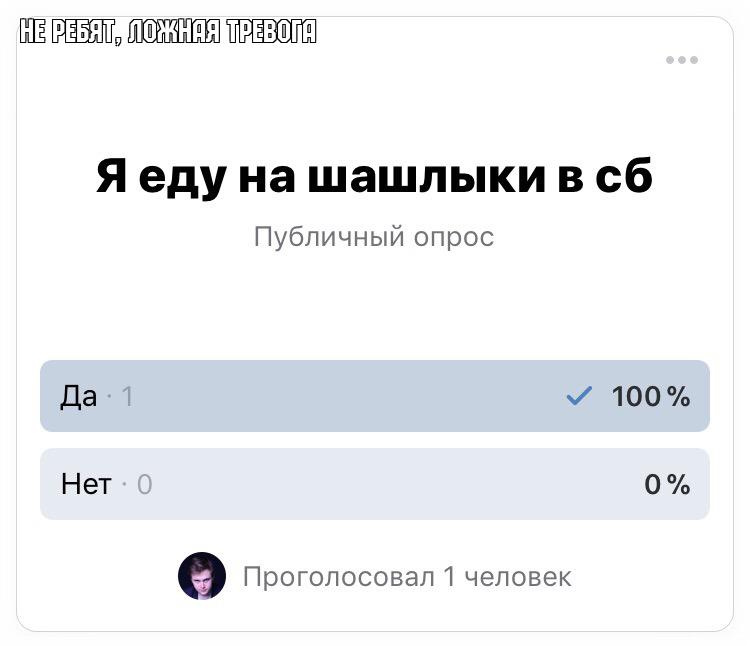 НЕ РЕБЯТ, ЛОЖНАЯ ТРЕВОГА
Я еду на шашлыки в сб
Публичный опрос
Да · 1 100 %
Нет · 0 0 %
Проголосовал 1 человек